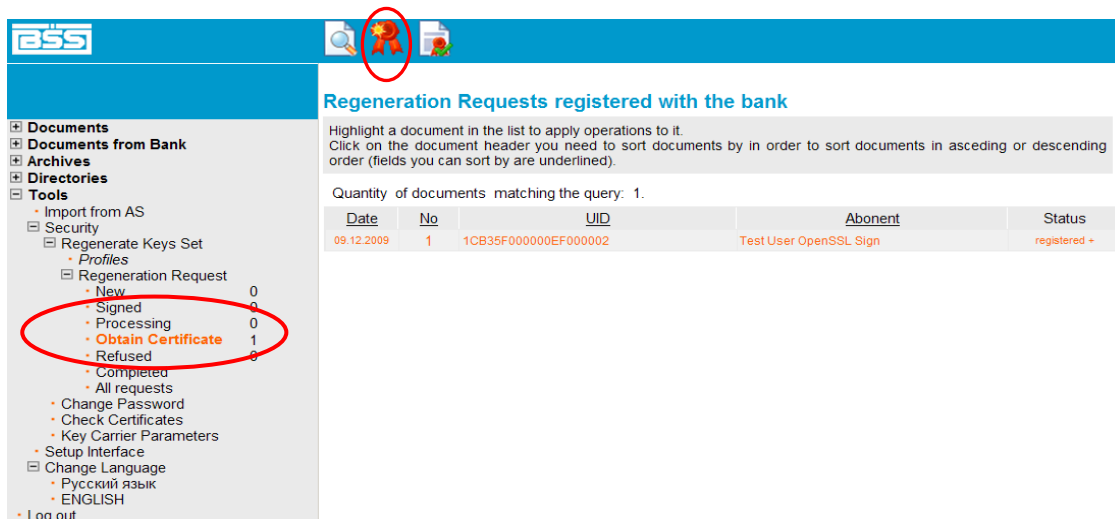 BSS
Regeneration Requests registered with the bank
Highlight a document in the list to apply operations to it.
Click on the document header you need to sort documents by in order to sort documents in asceding or descending
order (fields you can sort by are underlined).
Quantity of documents matching the query: 1.
Date No UID Abonent Status
09.12.2009 1 1CB35F000000EF000002 Test User OpenSSL Sign registered +
Documents
Documents from Bank
Archives
Directories
Tools
Import from AS
Security
Regenerate Keys Set
Profiles
Regeneration Request
New 0
Signed 0
Processing 0
Obtain Certificate 1
Refused 0
Completed
All requests
Change Password
Check Certificates
Key Carrier Parameters
Setup Interface
Change Language
Русский язык
ENGLISH
Log out